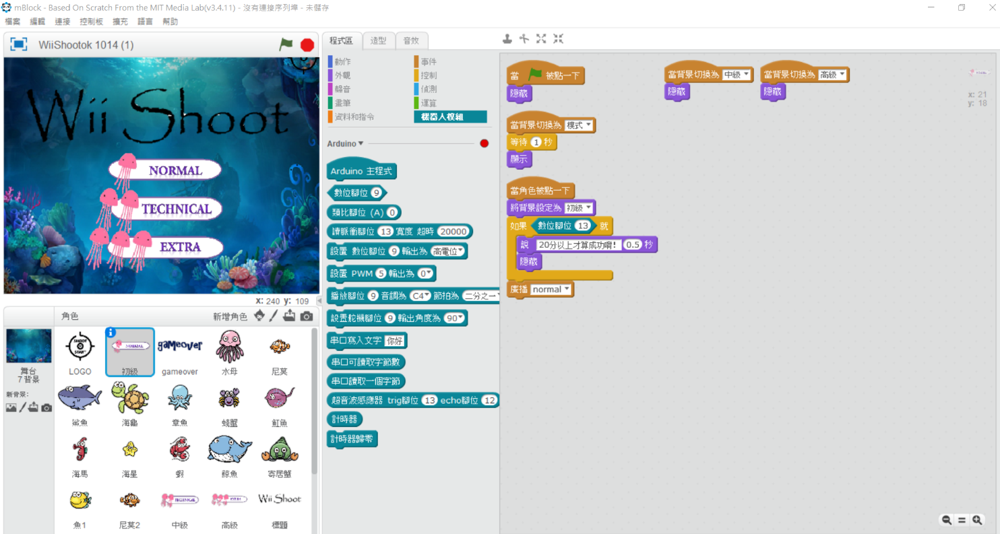 mBlock - Based On Scratch From the MIT Media Lab(v3.4.11) - 沒有連接序列埠 - 未儲存
檔案 編輯 連接 控制板 擴充 語言 幫助
WiiShootok 1014 (1)
Wii Shoot
NORMAL
TECHNICAL
EXTRA
x: 240 y: 109
角色 新增角色
舞台
7 背景
新背景:
SHOOT
START
LOGO
NORMAL
初級
gameover
gameover
水母
尼莫
鯊魚
海龜
章魚
螃蟹
魟魚
海馬
海星
蝦
鯨魚
寄居蟹
魚1
尼莫2
TECHNICAL
中級
EXTRA
高級
Wii Shoot
標題
程式區 造型 音效
動作 事件
外觀 控制
聲音 偵測
畫筆 運算
資料和指令 機器人模組
Arduino
Arduino 主程式
數位腳位 9
類比腳位 (A) 0
讀脈衝腳位 13 寬度 超時 20000
設置 數位腳位 9 輸出為 高電位
設置 PWM 5 輸出為 0
播放腳位 9 音調為 C4 節拍為 二分之一
設置舵機腳位 9 輸出角度為 90
串口寫入文字 你好
串口可讀取字節數
串口讀取一個字節
超音波感應器 trig腳位 13 echo腳位 12
計時器
計時器歸零
當 被點一下
隱藏
當背景切換為 模式
等待 1 秒
顯示
當角色被點一下
將背景設定為 初級
如果 數位腳位 13 就
說 20分以上才算成功唷! 0.5 秒
隱藏
廣播 normal
當背景切換為 中級
隱藏
當背景切換為 高級
隱藏
x: 21
y: 18